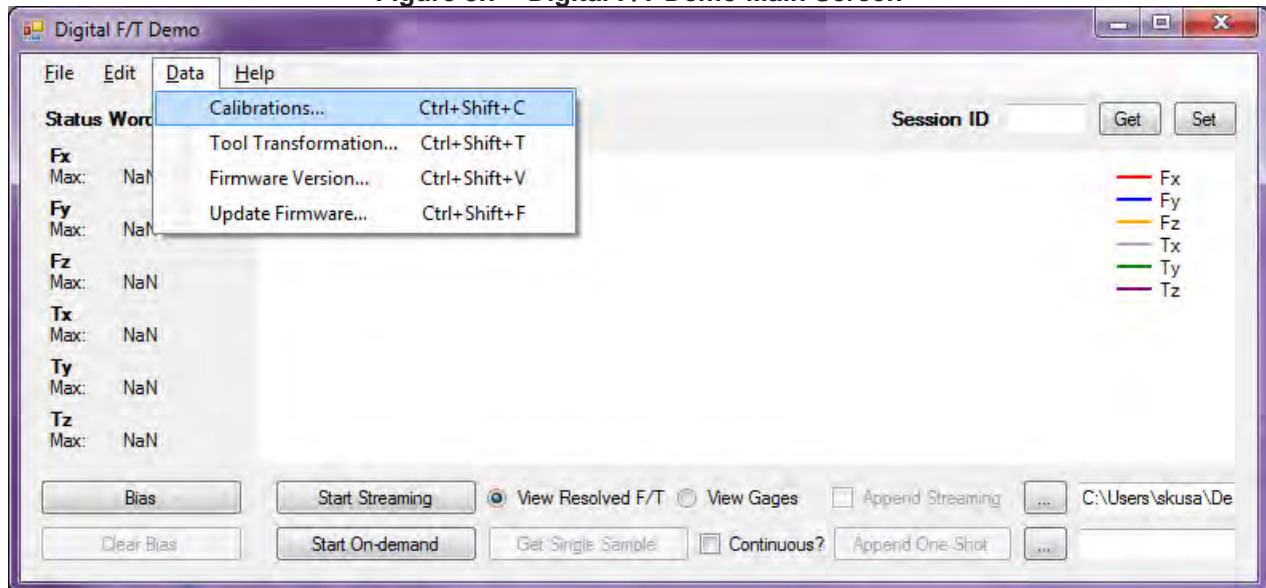 Digital F/T Demo
File Edit Data Help
Calibrations... Ctrl+Shift+C
Tool Transformation... Ctrl+Shift+T
Firmware Version... Ctrl+Shift+V
Update Firmware... Ctrl+Shift+F
Status Word
Session ID Get Set
Fx
Max: NaN
Fy
Max: NaN
Fz
Max: NaN
Tx
Max: NaN
Ty
Max: NaN
Tz
Max: NaN
Fx
Fy
Fz
Tx
Ty
Tz
Bias Start Streaming View Resolved F/T View Gages Append Streaming ... C:\Users\skusa\De
Clear Bias Start On-demand Get Single Sample Continuous? Append One Shot ...